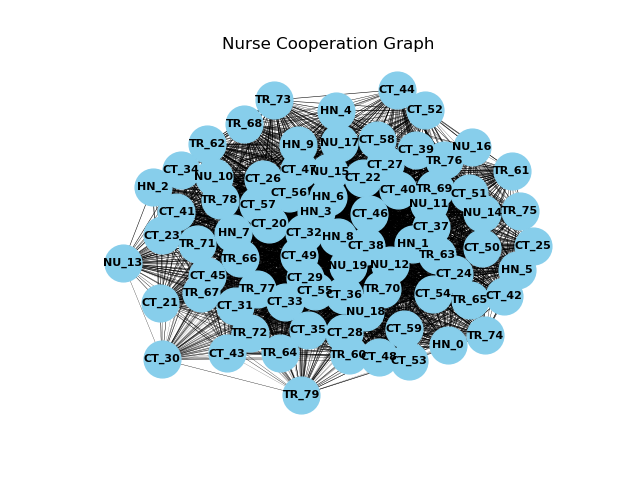 Nurse Cooperation Graph
CT_44
TR_73
CT_52
HN_4
TR_68
CT_58
NU_17
TR_62
HN_9
NU_16
CT_39
TR_76
CT_27
CT_34
CT_47
NU_15
TR_61
NU_10
CT_26
CT_22
HN_2
CT_56
CT_40
TR_69
CT_51
HN_6
TR_78
CT_57
NU_11
CT_41
HN_3
CT_46
NU_14
TR_75
CT_20
CT_37
HN_7
CT_32
CT_23
HN_8
TR_71
HN_1
CT_38
CT_50
CT_25
TR_63
CT_49
TR_66
NU_13
NU_19
NU_12
HN_5
CT_24
CT_45
CT_29
TR_77
CT_55
TR_70
TR_67
CT_36
CT_54
CT_42
TR_65
CT_21
CT_33
CT_31
NU_18
CT_35
CT_59
TR_72
CT_28
TR_74
HN_0
CT_43
TR_64
TR_60
CT_48
CT_30
CT_53
TR_79